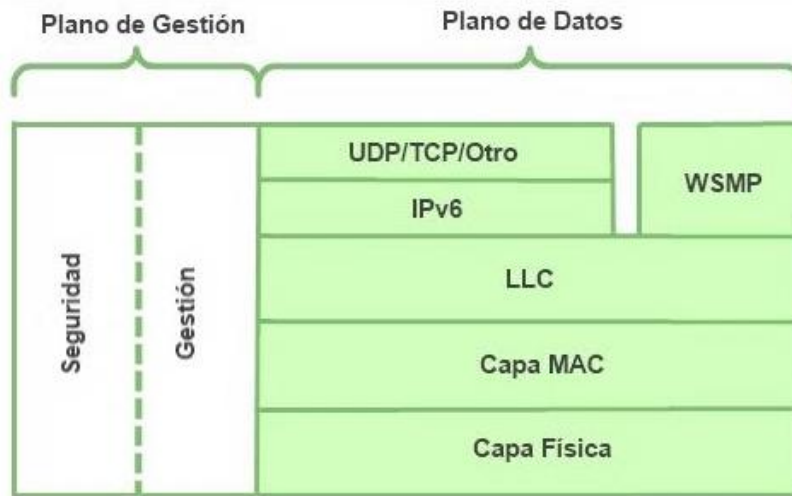 Plano de Gestión
Plano de Datos
Seguridad
Gestión
UDP/TCP/Otro
IPv6
WSMP
LLC
Capa MAC
Capa Física